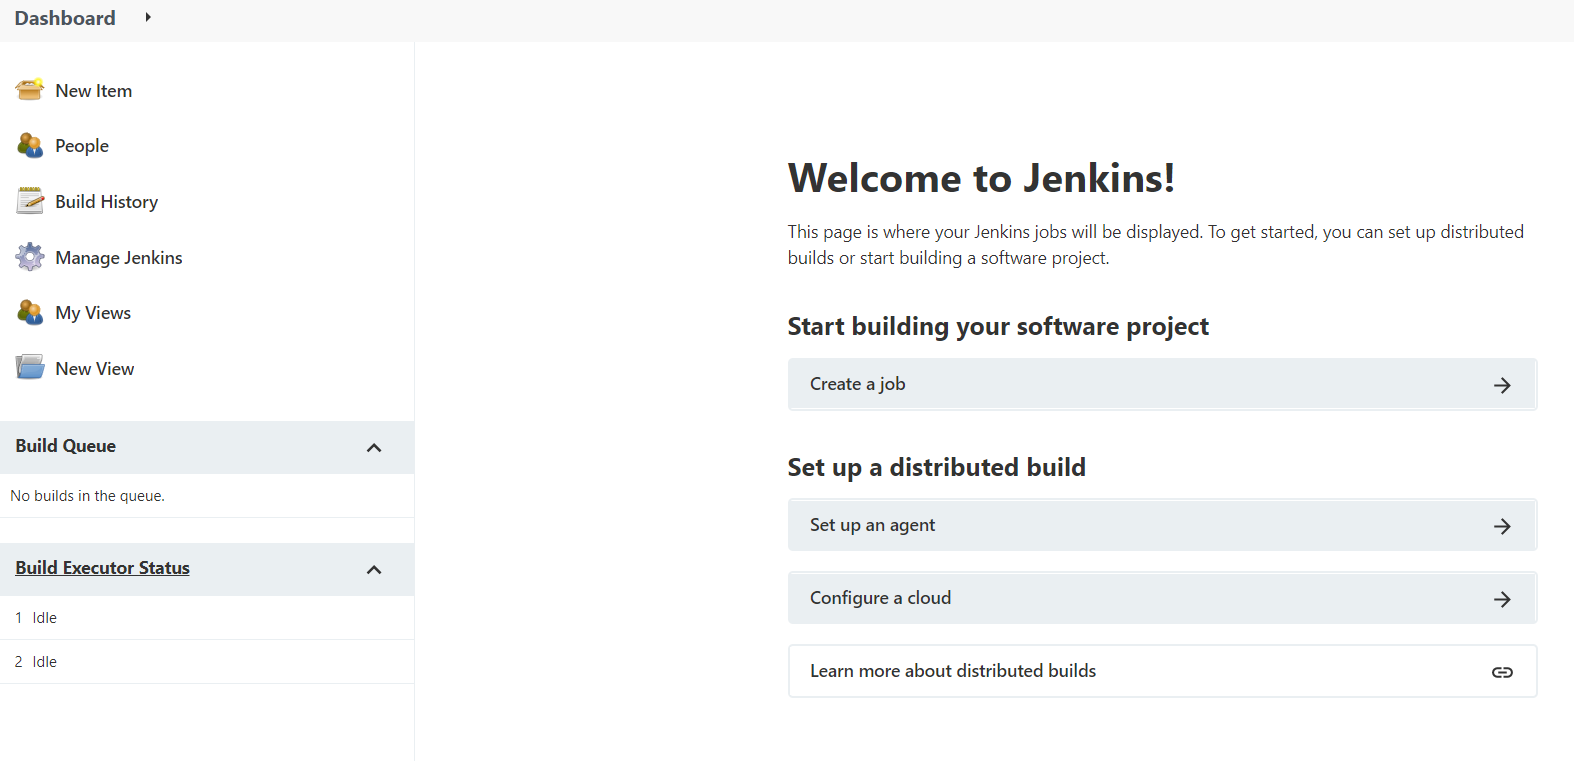 Dashboard
New Item
People
Build History
Manage Jenkins
My Views
New View
Build Queue
No builds in the queue.
Build Executor Status
1 Idle
2 Idle
Welcome to Jenkins!
This page is where your Jenkins jobs will be displayed. To get started, you can set up distributed
builds or start building a software project.
Start building your software project
Create a job
Set up a distributed build
Set up an agent
Configure a cloud
Learn more about distributed builds